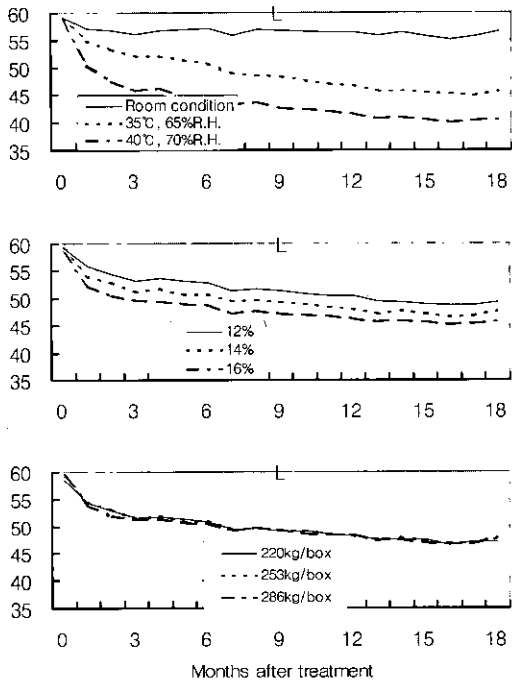 60
L
55
50
45
Room condition
35℃, 65%R.H.
40
40℃, 70%R.H.
35
0 3 6 9 12 15 18
60
L
55
50
45
12%
14%
40
16%
35
0 3 6 9 12 15 18
60
L
55
50
45
220kg/box
253kg/box
40
286kg/box
35
0 3 6 9 12 15 18
Months after treatment